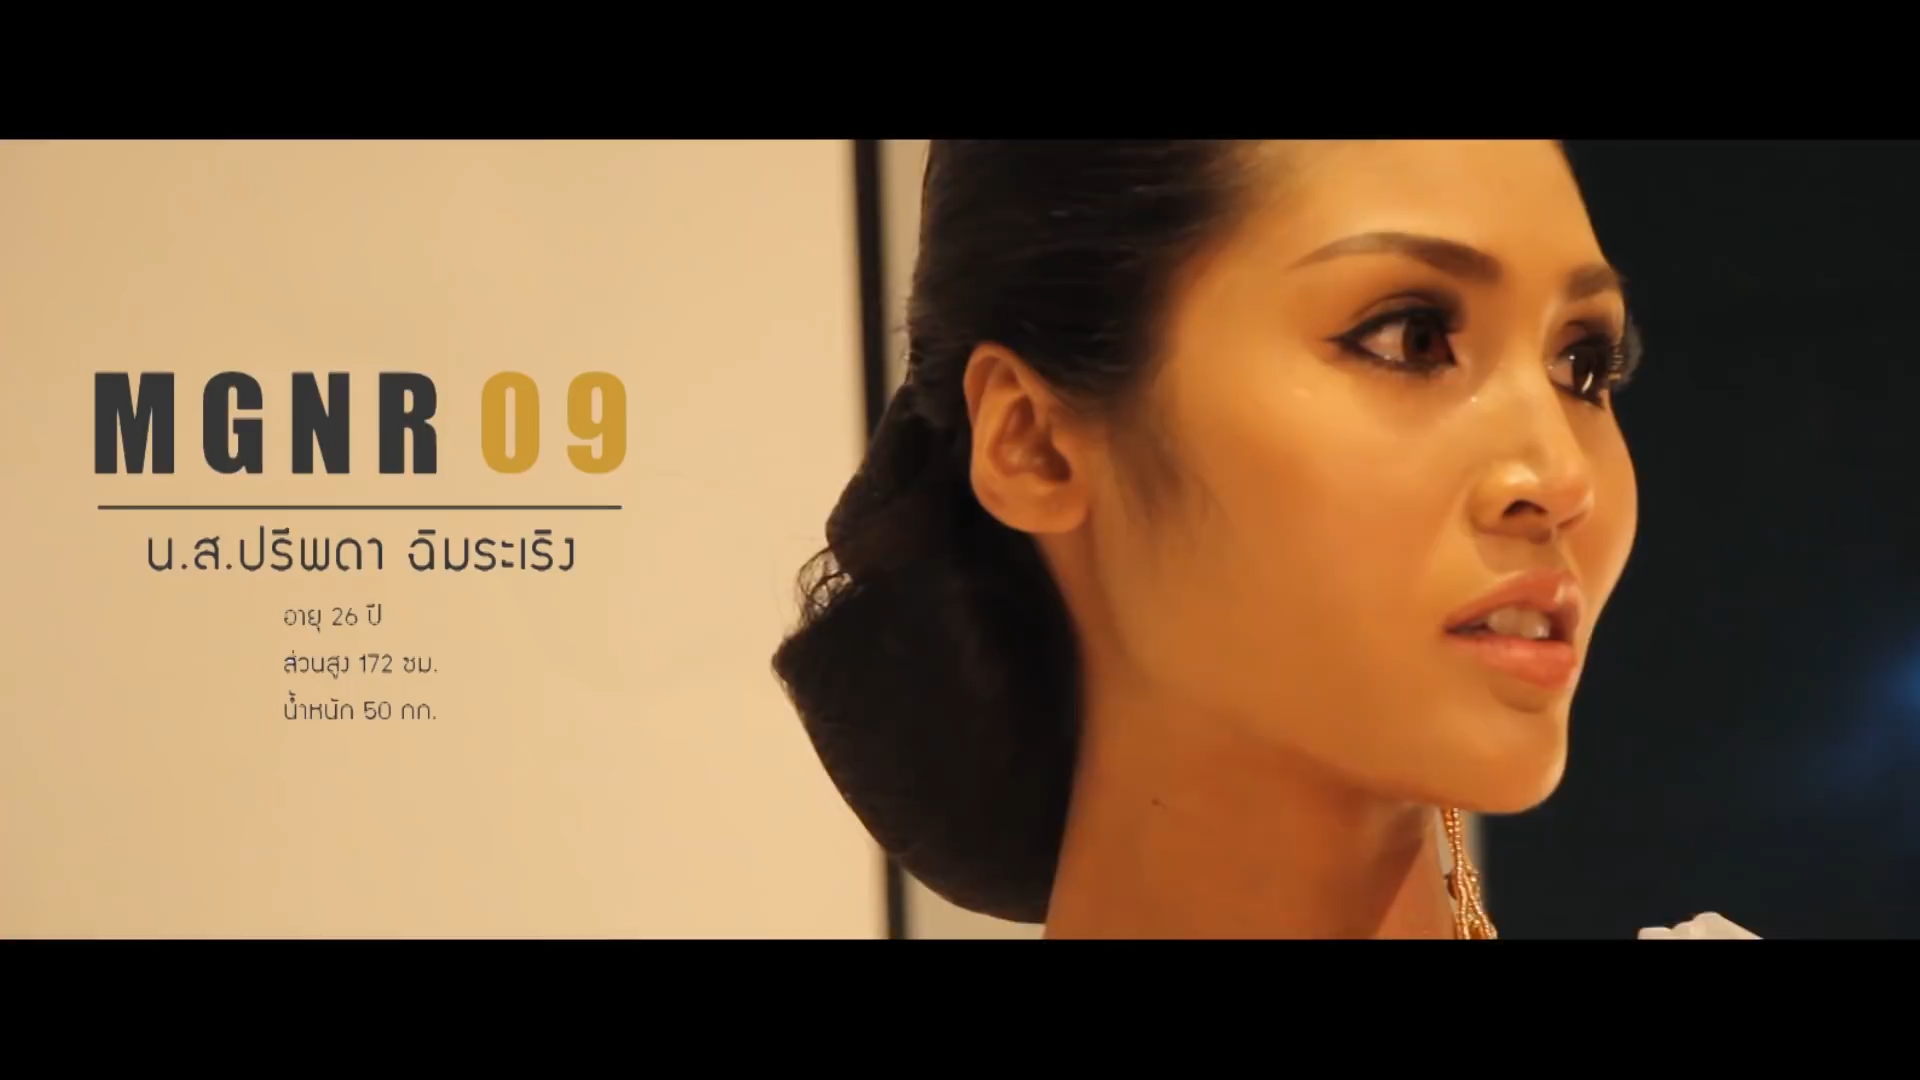 MGNR 09
น.ส.ปรีพดา ฉิมระเริง
อายุ 26 ปี
ส่วนสูง 172 ซม.
น้ำหนัก 50 กก.